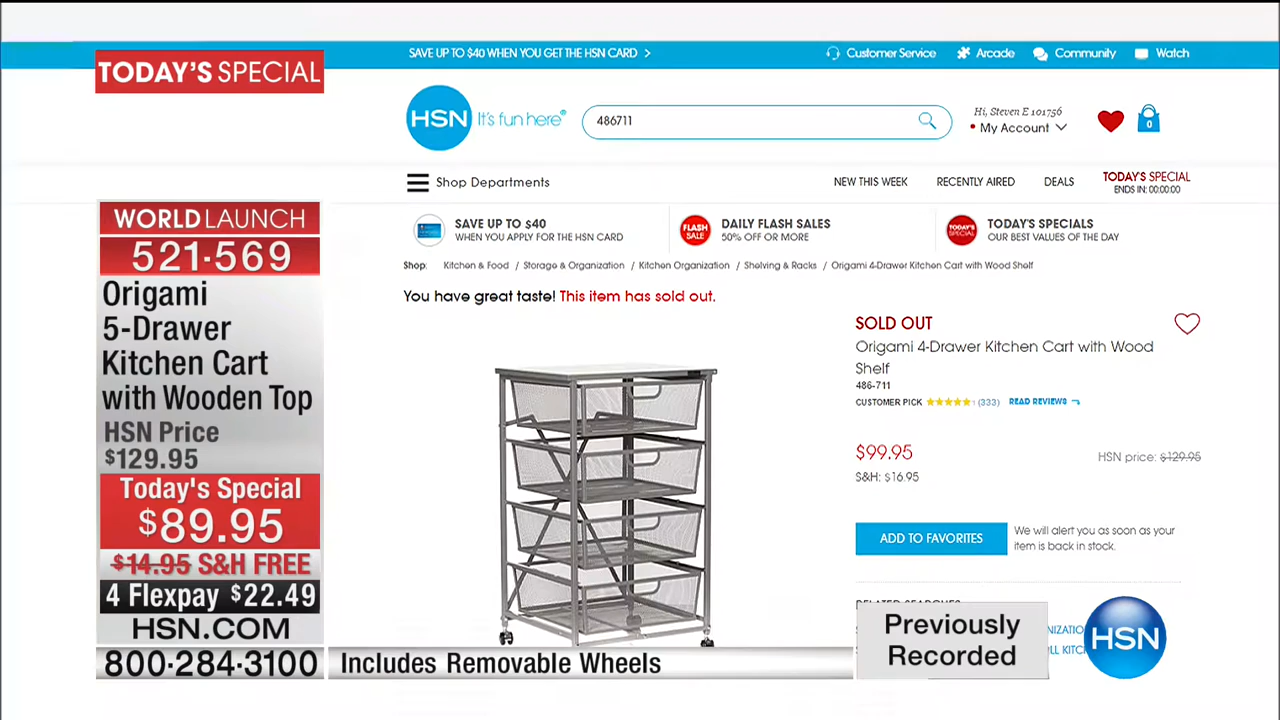 SAVE UP TO $40 WHEN YOU GET THE HSN CARD >
Customer Service
Arcade
Community
Watch
TODAY'S SPECIAL
HSN It's fun here®
486711
Hi, Steven E 101756
My Account
0
Shop Departments
NEW THIS WEEK
RECENTLY AIRED
DEALS
TODAY'S SPECIAL
ENDS IN: 00:00:00
SAVE UP TO $40
WHEN YOU APPLY FOR THE HSN CARD
FLASH
SALE
DAILY FLASH SALES
50% OFF OR MORE
TODAY'S
SPECIAL
TODAY'S SPECIALS
OUR BEST VALUES OF THE DAY
Shop: Kitchen & Food / Storage & Organization / Kitchen Organization / Shelving & Racks / Origami 4-Drawer Kitchen Cart with Wood Shelf
You have great taste! This item has sold out.
SOLD OUT
Origami 4-Drawer Kitchen Cart with Wood
Shelf
486-711
CUSTOMER PICK (333) READ REVIEWS
$99.95
HSN price: $129.95
S&H: $16.95
ADD TO FAVORITES
We will alert you as soon as your
item is back in stock.
WORLD LAUNCH
521-569
Origami
5-Drawer
Kitchen Cart
with Wooden Top
HSN Price
$129.95
Today's Special
$89.95
$14.95 S&H FREE
4 Flexpay $22.49
HSN.COM
800-284-3100
Includes Removable Wheels
Previously
Recorded
HSN